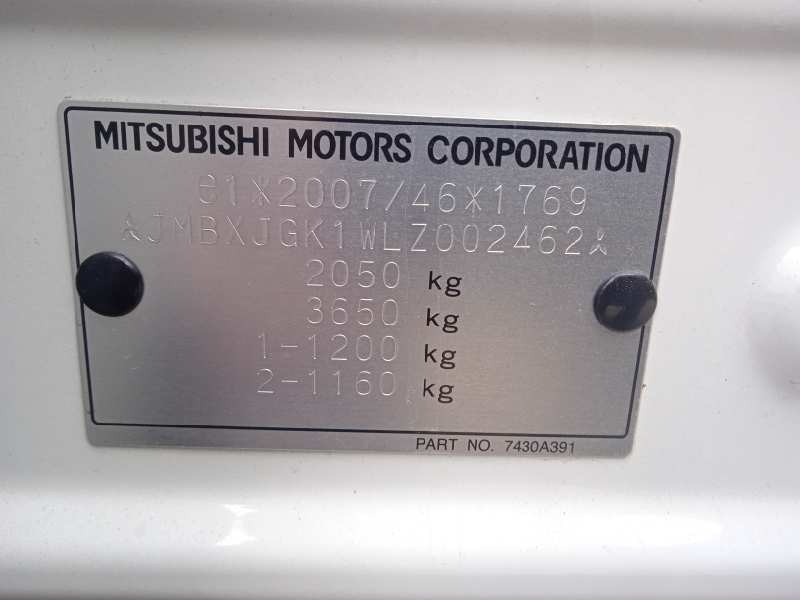 MITSUBISHI MOTORS CORPORATION
e1*2007/46*1769
JMBXJGK1WLZ002462
2050 kg
3650 kg
1-1200 kg
2-1160 kg
PART NO. 7430A391